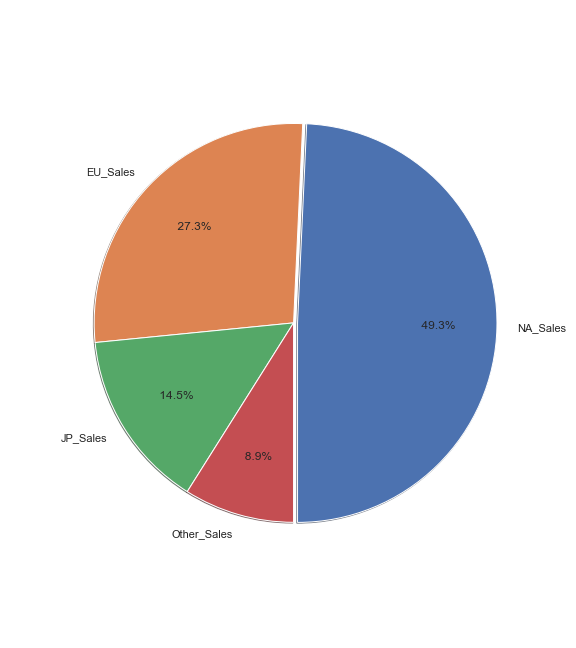 EU_Sales
27.3%
49.3%
NA_Sales
14.5%
JP_Sales
8.9%
Other_Sales